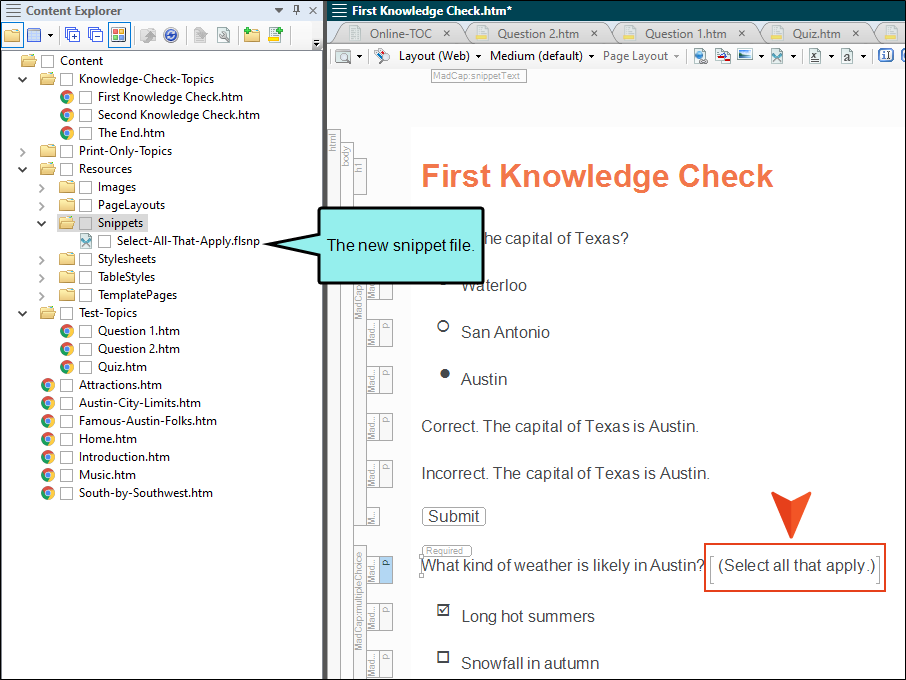 Content Explorer
Content
Knowledge-Check-Topics
First Knowledge Check.htm
Second Knowledge Check.htm
The End.htm
Print-Only-Topics
Resources
Images
PageLayouts
Snippets
Select-All-That-Apply.flsnp
Stylesheets
TableStyles
TemplatePages
Test-Topics
Question 1.htm
Question 2.htm
Quiz.htm
Attractions.htm
Austin-City-Limits.htm
Famous-Austin-Folks.htm
Home.htm
Introduction.htm
Music.htm
South-by-Southwest.htm
The new snippet file.
First Knowledge Check.htm*
Online-TOC Question 2.htm Question 1.htm Quiz.htm
Layout (Web) Medium (default) Page Layout
MadCap:snippetText
html
body
h1
First Knowledge Check
he capital of Texas?
Waterloo
Mad... p
San Antonio
Mad... p
Austin
Mad... p
Correct. The capital of Texas is Austin.
Mad... p
Incorrect. The capital of Texas is Austin.
M...
Submit
Required
MadCap:multipleChoice
Mad... p
What kind of weather is likely in Austin? (Select all that apply.)
Mad... p
Long hot summers
Mad... p
Snowfall in autumn